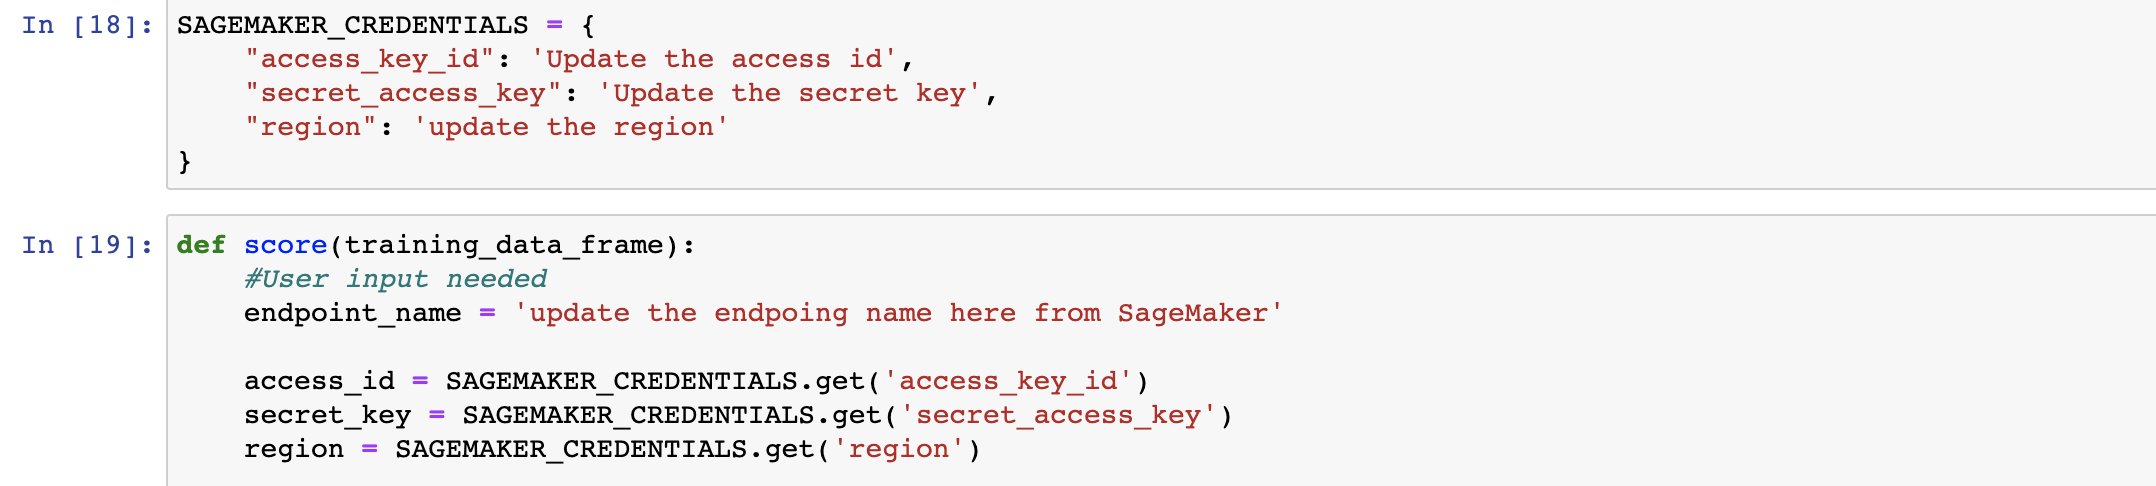 In [18]: SAGEMAKER_CREDENTIALS = {
    "access_key_id": 'Update the access id',
    "secret_access_key": 'Update the secret key',
    "region": 'update the region'
}
In [19]: def score(training_data_frame):
    #User input needed
    endpoint_name = 'update the endpoing name here from SageMaker'
    access_id = SAGEMAKER_CREDENTIALS.get('access_key_id')
    secret_key = SAGEMAKER_CREDENTIALS.get('secret_access_key')
    region = SAGEMAKER_CREDENTIALS.get('region')